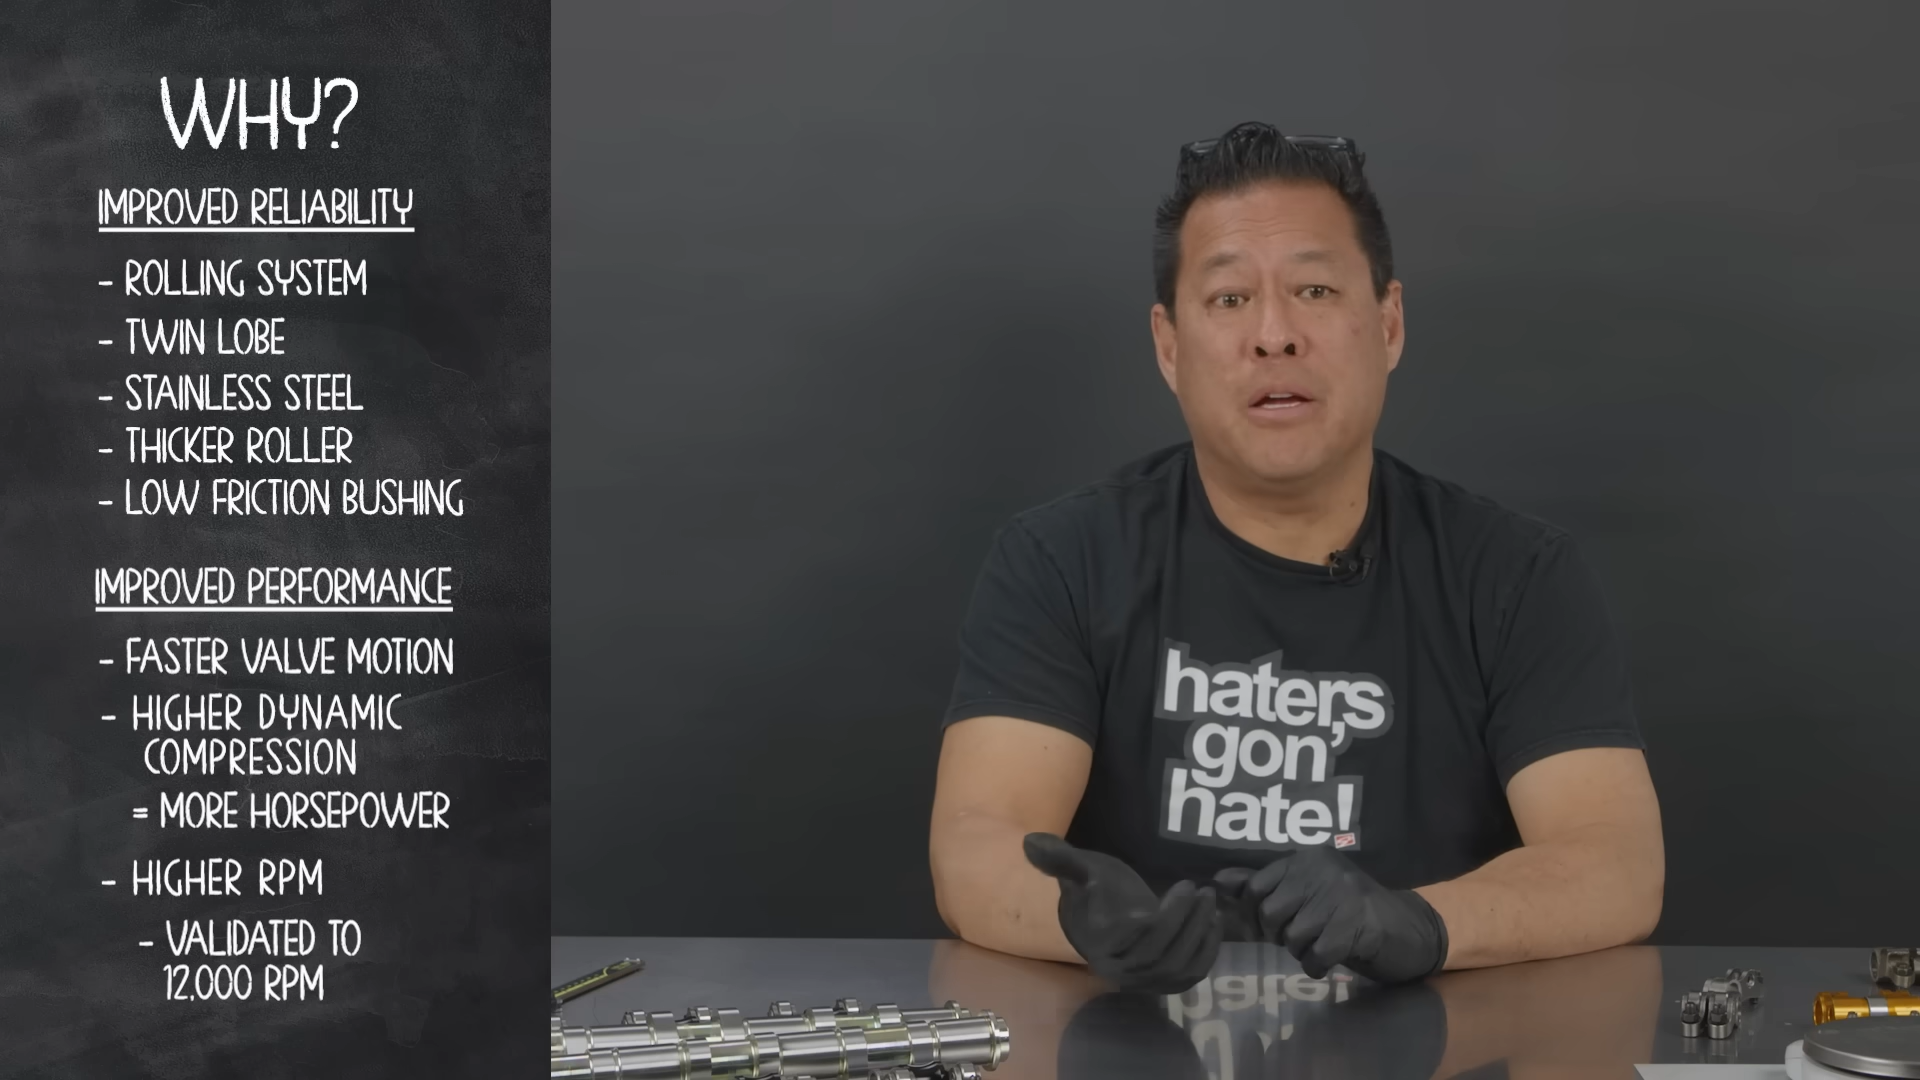 WHY?
IMPROVED RELIABILITY
- ROLLING SYSTEM
- TWIN LOBE
- STAINLESS STEEL
- THICKER ROLLER
- LOW FRICTION BUSHING
IMPROVED PERFORMANCE
- FASTER VALVE MOTION
- HIGHER DYNAMIC
COMPRESSION
= MORE HORSEPOWER
- HIGHER RPM
- VALIDATED TO
12,000 RPM
haters
gon'
hate!